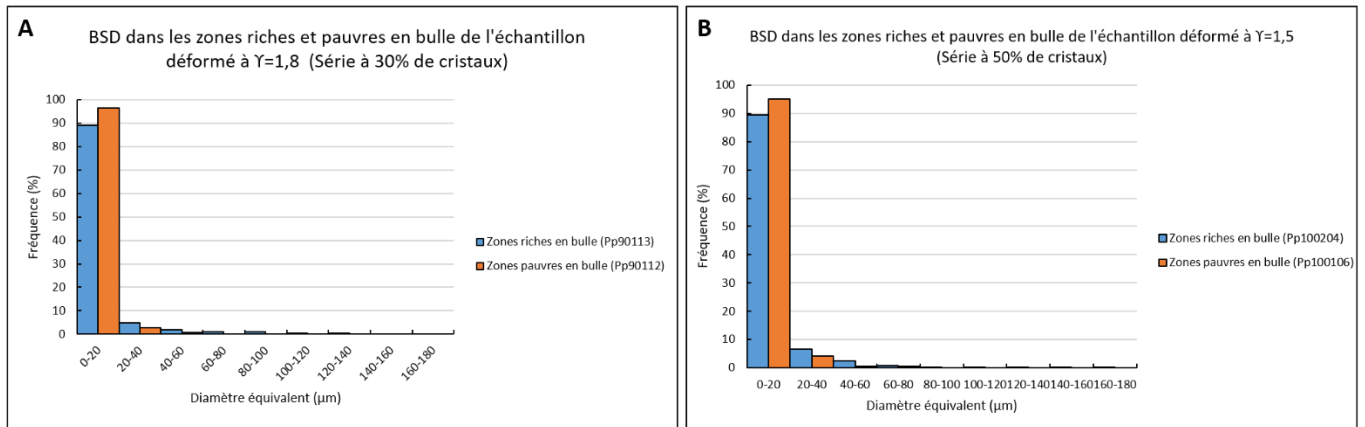 A
BSD dans les zones riches et pauvres en bulle de l'échantillon
déformé à ϒ=1,8 (Série à 30% de cristaux)
100
90
80
70
60
50
40
30
20
10
0
Fréquence (%)
0-20
20-40
40-60
60-80
80-100
100-120
120-140
140-160
160-180
Diamètre équivalent (µm)
Zones riches en bulle (Pp90113)
Zones pauvres en bulle (Pp90112)
B
BSD dans les zones riches et pauvres en bulle de l'échantillon déformé à ϒ=1,5
(Série à 50% de cristaux)
100
90
80
70
60
50
40
30
20
10
0
Fréquence (%)
0-20 20-40 40-60 60-80 80-100 100-120 120-140 140-160 160-180
Diamètre équivalent (µm)
Zones riches en bulle (Pp100204)
Zones pauvres en bulle (Pp100106)